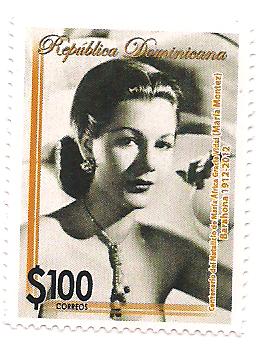 República Dominicana
Centenario del Natalicio de María África Gracia Vidal (María Montez)
Barahona 1912-2012
$100
CORREOS